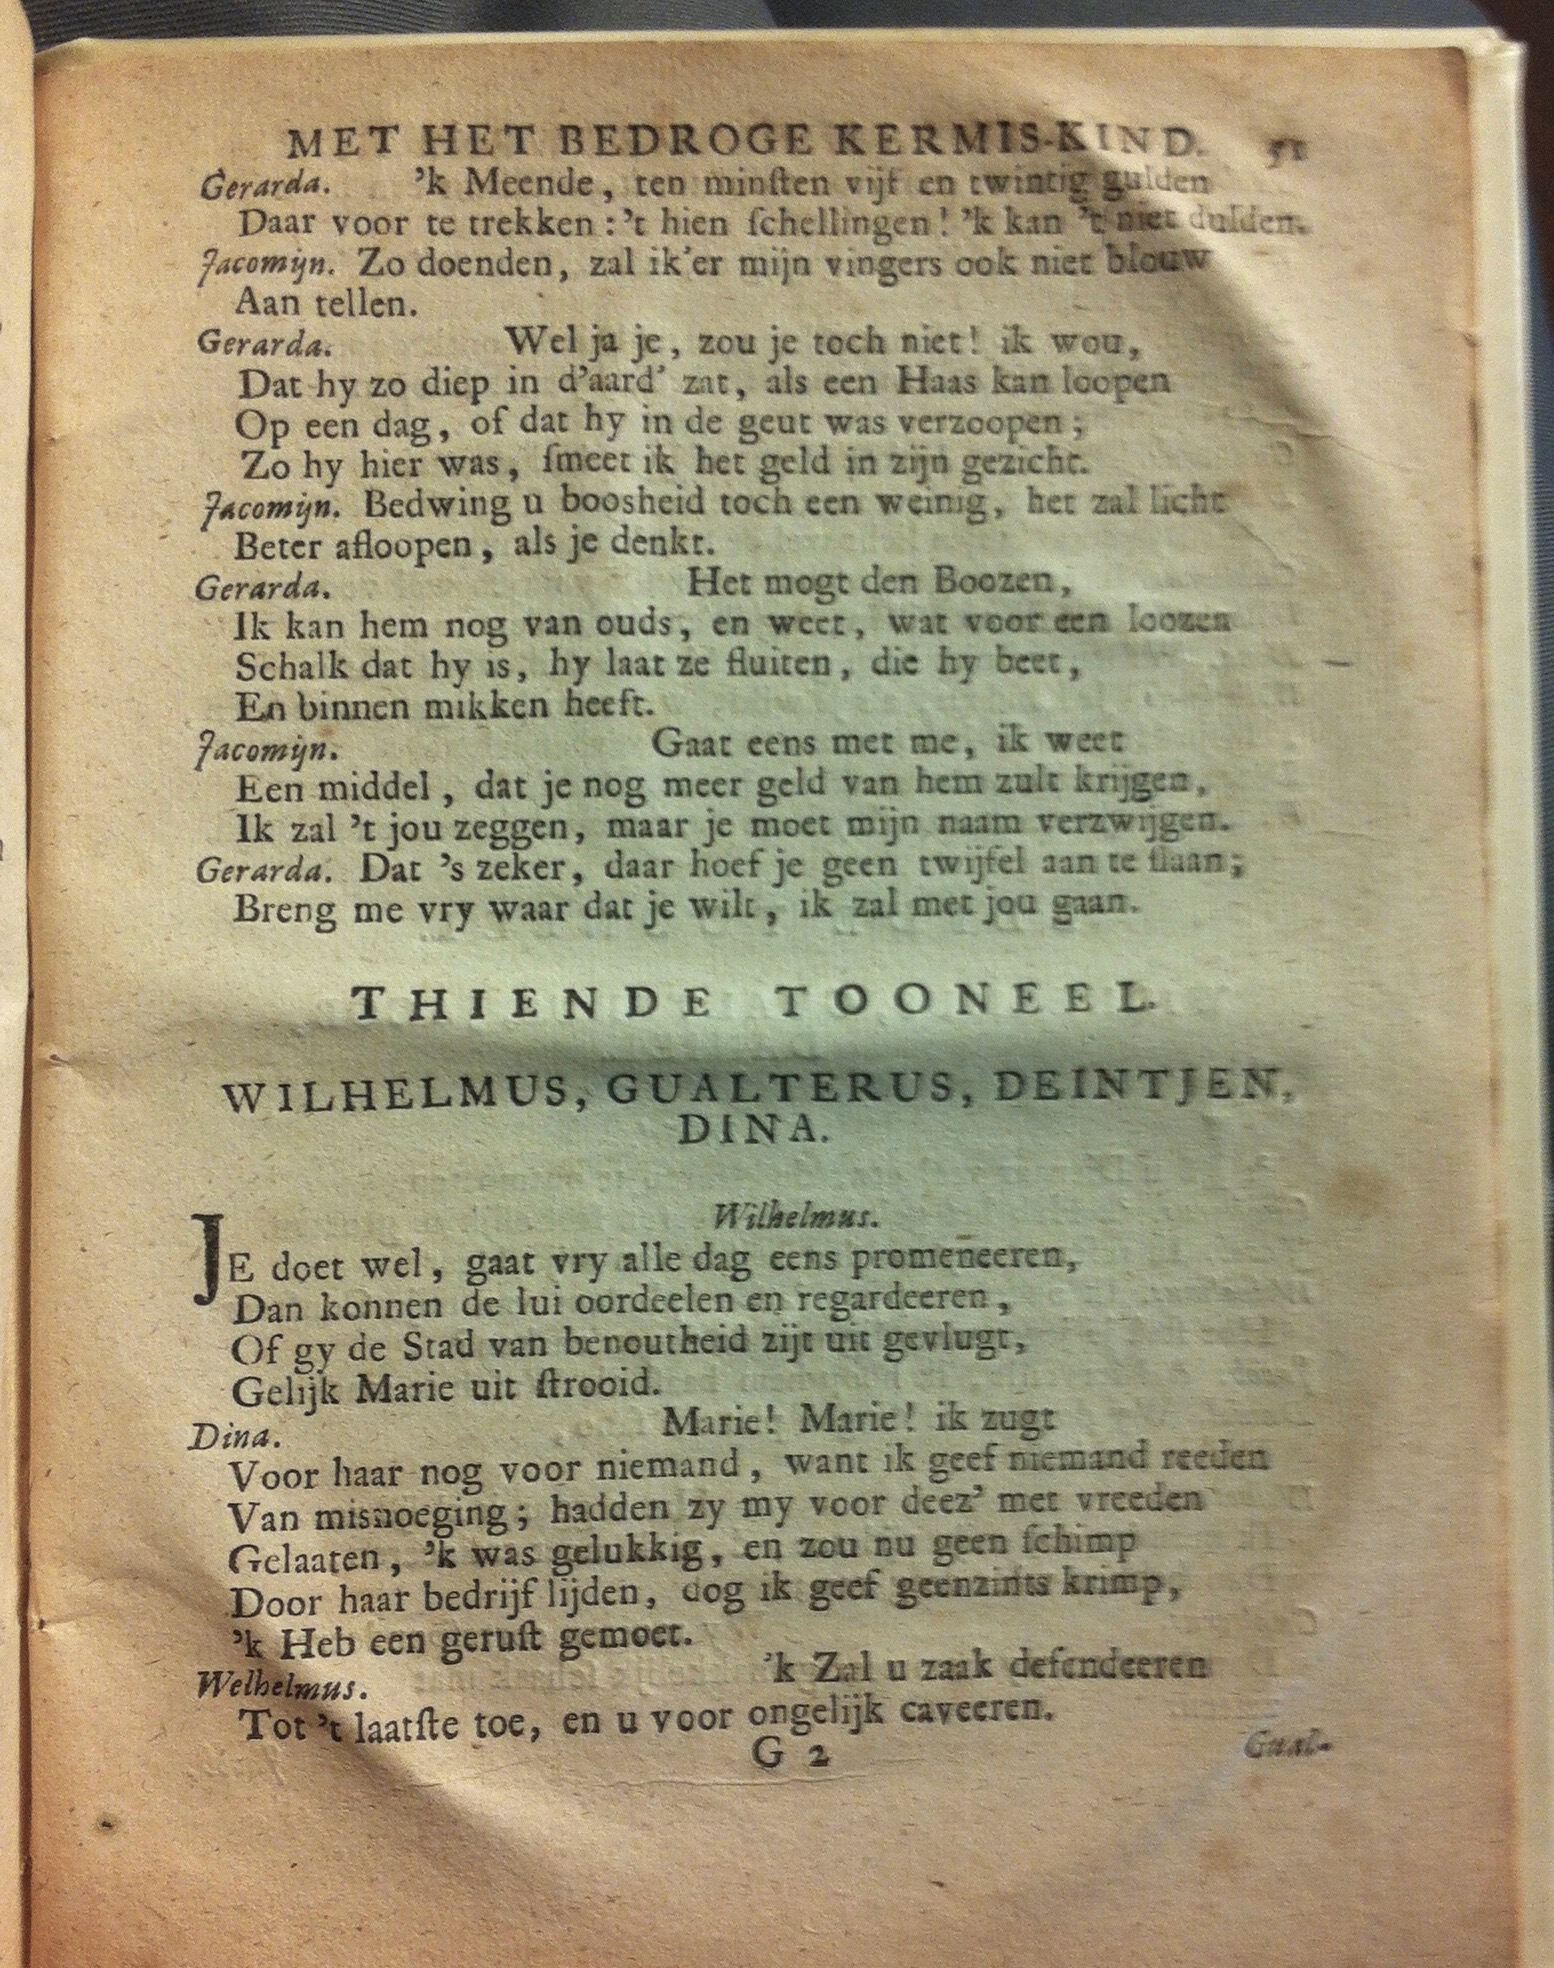 MET HET BEDROGE KERMIS-KIND. 51
Gerarda. ’k Meende, ten minſten vijf en twintig gulden
Daar voor te trekken :’t hien ſchellingen! ’k kan ’t niet dulden.
Jacomijn. Zo doenden, zal ik’er mijn vingers ook niet blouw
Aan tellen.
Gerarda. Wel ja je, zou je toch niet! ik wou,
Dat hy zo diep in d’aard’ zat, als een Haas kan loopen
Op een dag, of dat hy in de geut was verzoopen;
Zo hy hier was, ſmeet ik het geld in zijn gezicht.
Jacomijn. Bedwing u boosheid toch een weinig, het zal licht
Beter afloopen, als je denkt.
Gerarda. Het mogt den Boozen,
Ik kan hem nog van ouds, en weet, wat voor een loozen
Schalk dat hy is, hy laat ze fluiten, die hy beet,
En binnen mikken heeft.
Jacomijn. Gaat eens met me, ik weet
Een middel, dat je nog meer geld van hem zult krijgen,
Ik zal ’t jou zeggen, maar je moet mijn naam verzwijgen.
Gerarda. Dat ’s zeker, daar hoef je geen twijfel aan te ſlaan;
Breng me vry waar dat je wilt, ik zal met jou gaan.
THIENDE TOONEEL.
WILHELMUS, GUALTERUS, DEINTJEN,
DINA.
Wilhelmus.
JE doet wel, gaat vry alle dag eens promeneeren,
Dan konnen de lui oordeelen en regardeeren,
Of gy de Stad van benoutheid zijt uit gevlugt,
Gelijk Marie uit ſtrooid.
Dina. Marie! Marie! ik zugt
Voor haar nog voor niemand, want ik geef niemand reeden
Van misnoeging; hadden zy my voor deez’ met vreeden
Gelaaten, ’k was gelukkig, en zou nu geen ſchimp
Door haar bedrijf lijden, dog ik geef geenzints krimp,
’k Heb een geruſt gemoet.
Welhelmus. ’k Zal u zaak defendeeren
Tot ’t laatſte toe, en u voor ongelijk caveeren.
G 2 Gual-